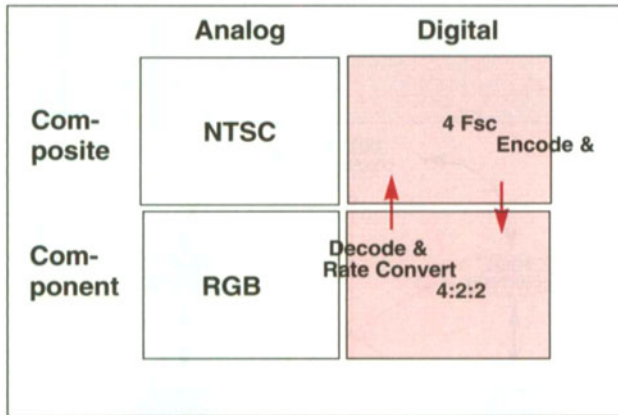 Analog Digital
Com-
posite
NTSC
4 Fsc
Encode &
Com-
ponent
RGB
Decode &
Rate Convert
4:2:2